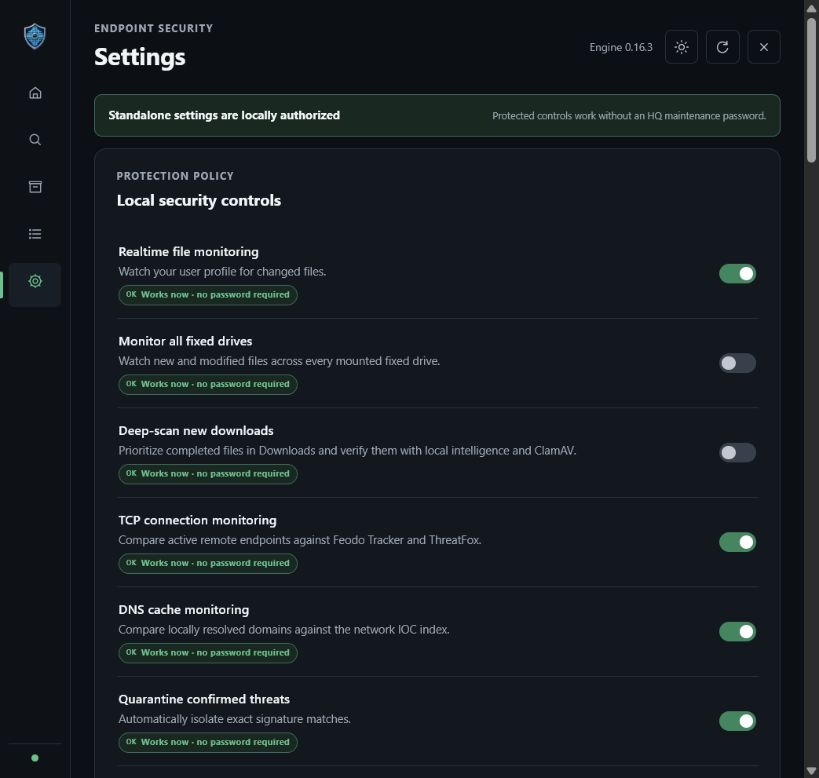 ENDPOINT SECURITY
Settings
Engine 0.16.3
Standalone settings are locally authorized
Protected controls work without an HQ maintenance password.
PROTECTION POLICY
Local security controls
Realtime file monitoring
Watch your user profile for changed files.
OK Works now - no password required
Monitor all fixed drives
Watch new and modified files across every mounted fixed drive.
OK Works now - no password required
Deep-scan new downloads
Prioritize completed files in Downloads and verify them with local intelligence and ClamAV.
OK Works now - no password required
TCP connection monitoring
Compare active remote endpoints against Feodo Tracker and ThreatFox.
OK Works now - no password required
DNS cache monitoring
Compare locally resolved domains against the network IOC index.
OK Works now - no password required
Quarantine confirmed threats
Automatically isolate exact signature matches.
OK Works now - no password required